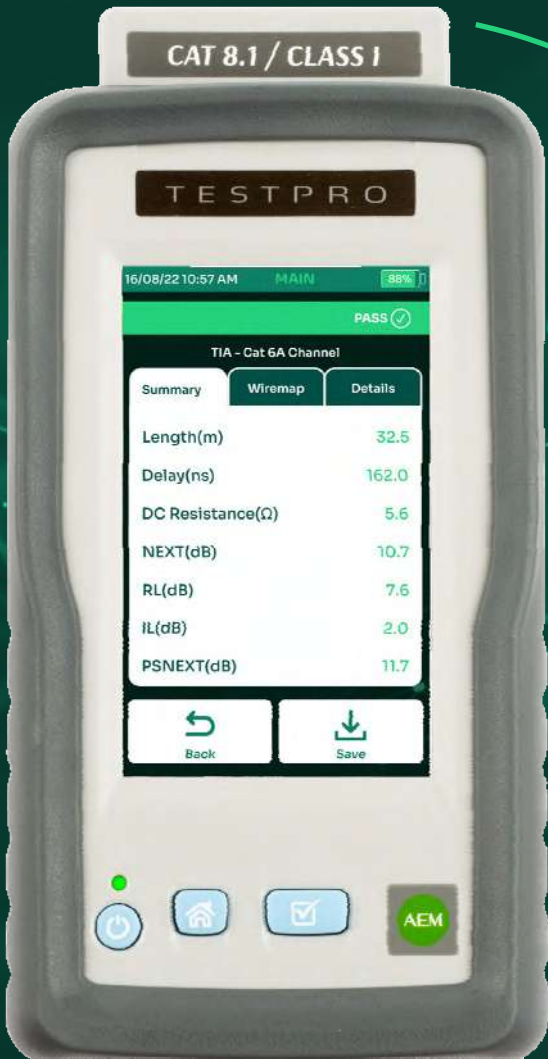 CAT 8.1 / CLASS I
TESTPRO
16/08/22 10:57 AM MAIN 88%
PASS
TIA - Cat 6A Channel
Summary Wiremap Details
Length(m) 32.5
Delay(ns) 162.0
DC Resistance(Ω) 5.6
NEXT(dB) 10.7
RL(dB) 7.6
IL(dB) 2.0
PSNEXT(dB) 11.7
Back Save
AEM